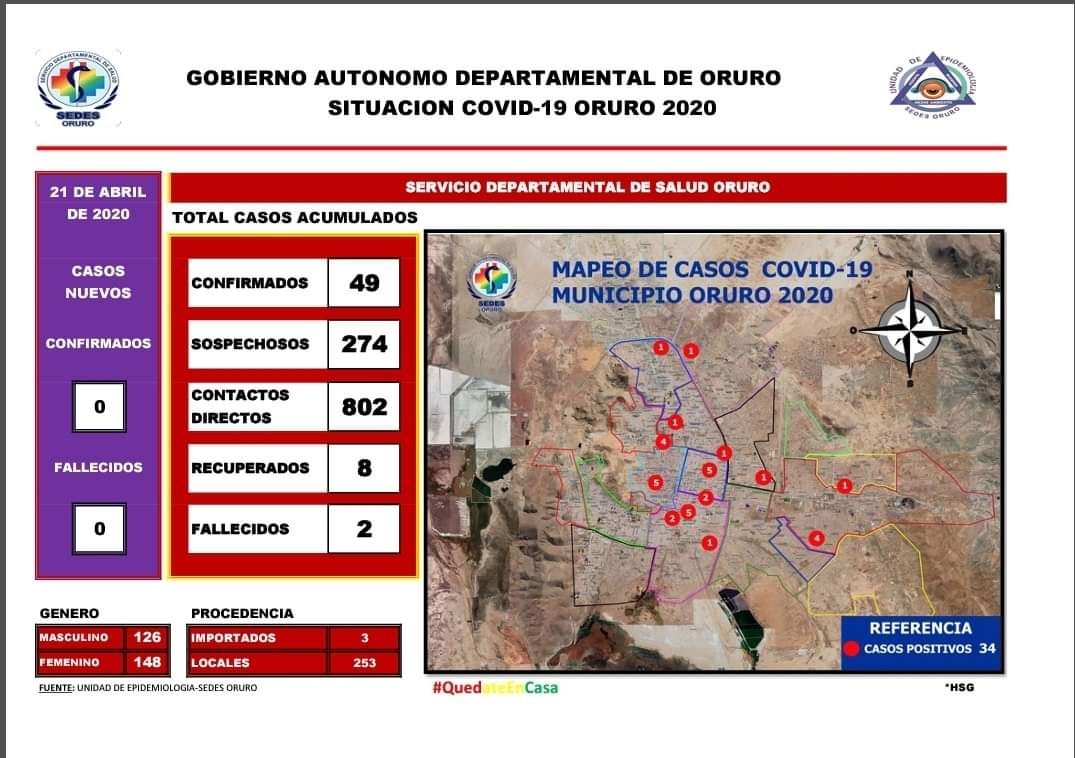 SERVICIO DEPARTAMENTAL DE SALUD
SEDES
ORURO
GOBIERNO AUTONOMO DEPARTAMENTAL DE ORURO
SITUACION COVID-19 ORURO 2020
UNIDAD DE EPIDEMIOLOGIA
SEDES ORURO
21 DE ABRIL
DE 2020
CASOS
NUEVOS
CONFIRMADOS
0
FALLECIDOS
0
SERVICIO DEPARTAMENTAL DE SALUD ORURO
TOTAL CASOS ACUMULADOS
CONFIRMADOS 49
SOSPECHOSOS 274
CONTACTOS
DIRECTOS 802
RECUPERADOS 8
FALLECIDOS 2
SEDES
ORURO
MAPEO DE CASOS COVID-19
MUNICIPIO ORURO 2020
N
O E
S
1 1
1
4
1
5
1
5
1
2
5
2
4
1
REFERENCIA
CASOS POSITIVOS 34
GENERO
MASCULINO 126
FEMENINO 148
PROCEDENCIA
IMPORTADOS 3
LOCALES 253
FUENTE: UNIDAD DE EPIDEMIOLOGIA-SEDES ORURO
#QuedateEnCasa
*HSG